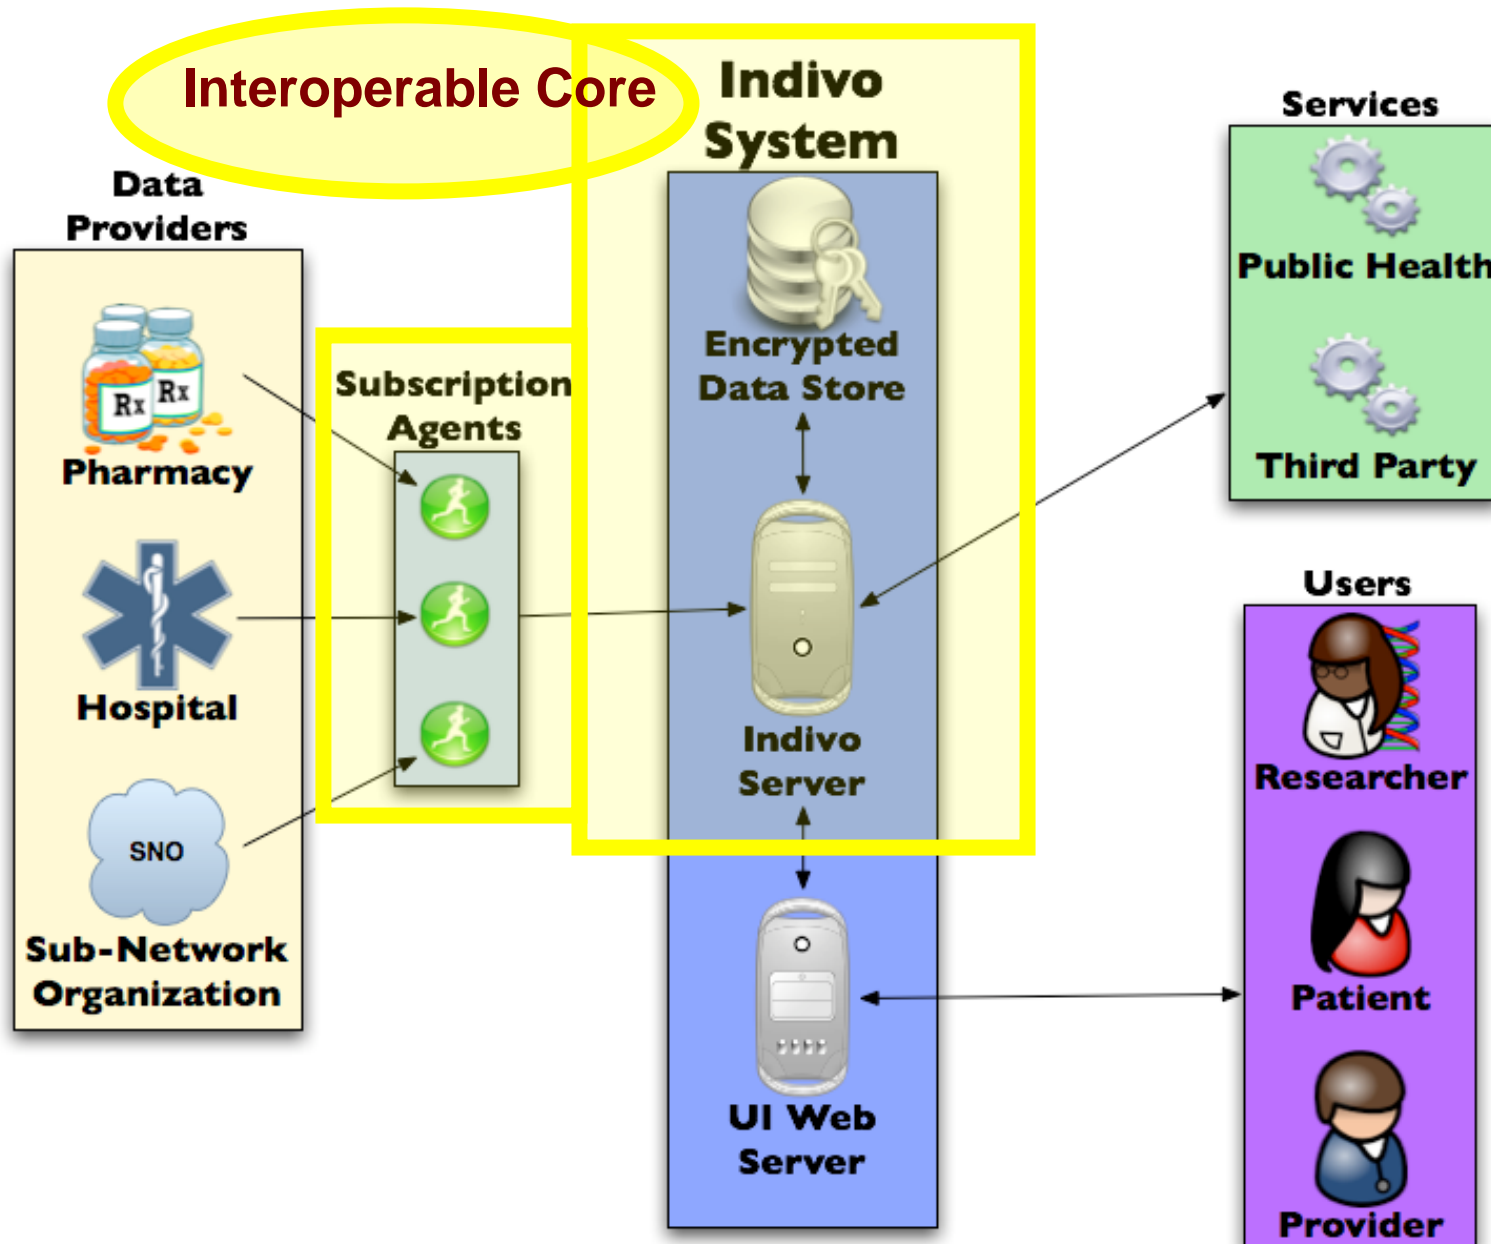 Interoperable Core
Indivo
System
Services
Data
Providers
Public Health
Encrypted
Data Store
Subscription
Agents
Rx
Rx
Pharmacy
Third Party
Users
Hospital
Indivo
Server
Researcher
SNO
Sub-Network
Organization
Patient
UI Web
Server
Provider